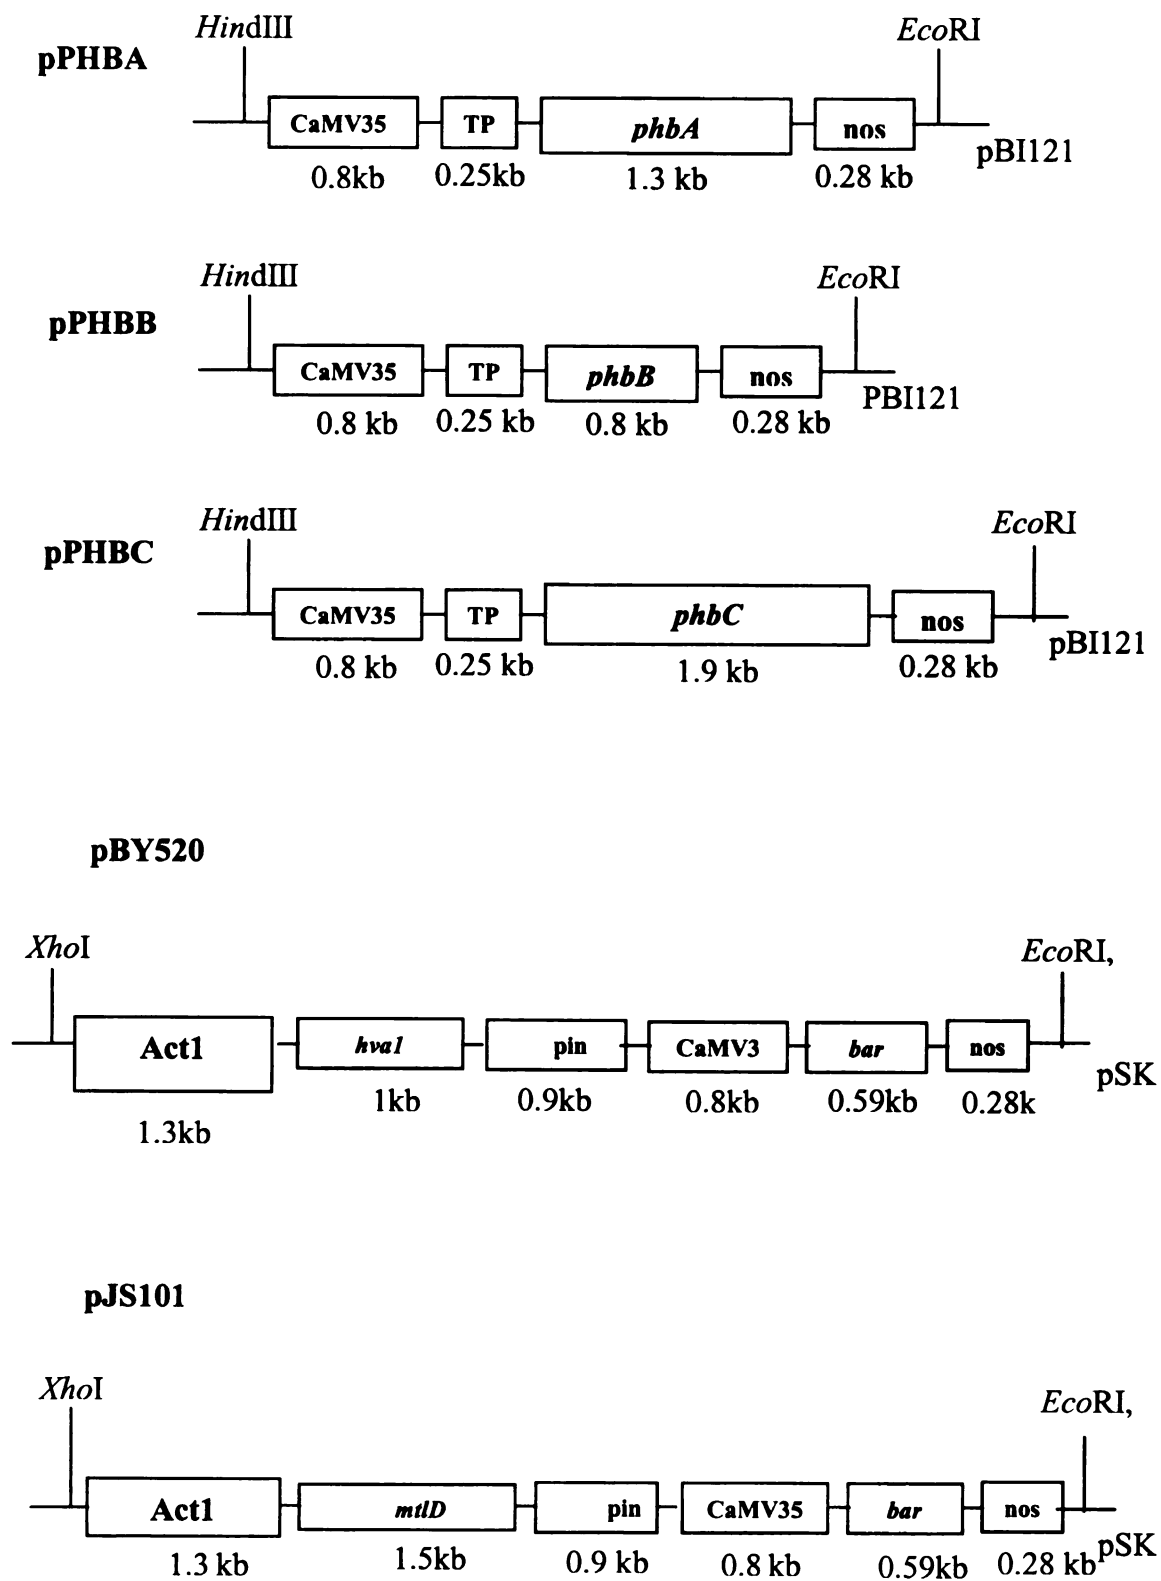 HindIII EcoRI
pPHBA
CaMV35 TP phbA nos
pBI121
0.8kb 0.25kb 1.3 kb 0.28 kb
HindIII EcoRI
pPHBB
CaMV35 TP phbB nos
PBI121
0.8 kb 0.25 kb 0.8 kb 0.28 kb
HindIII EcoRI
pPHBC
CaMV35 TP phbC nos
pBI121
0.8 kb 0.25 kb 1.9 kb 0.28 kb
pBY520
XhoI EcoRI,
Act1 hva1 pin CaMV3 bar nos
pSK
1.3kb 1kb 0.9kb 0.8kb 0.59kb 0.28k
pJS101
XhoI EcoRI,
Act1 mtlD pin CaMV35 bar nos
pSK
1.3 kb 1.5kb 0.9 kb 0.8 kb 0.59kb 0.28 kb